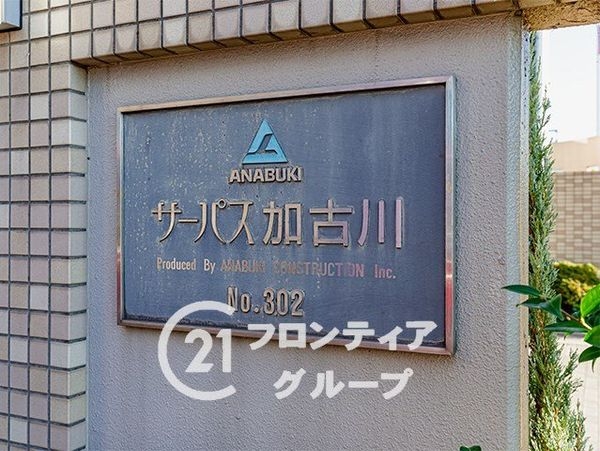 ANABUKI
サーパス加古川
Produced By ANABUKI CONSTRUCTION Inc.
No.302
21 フロンティア
グループ